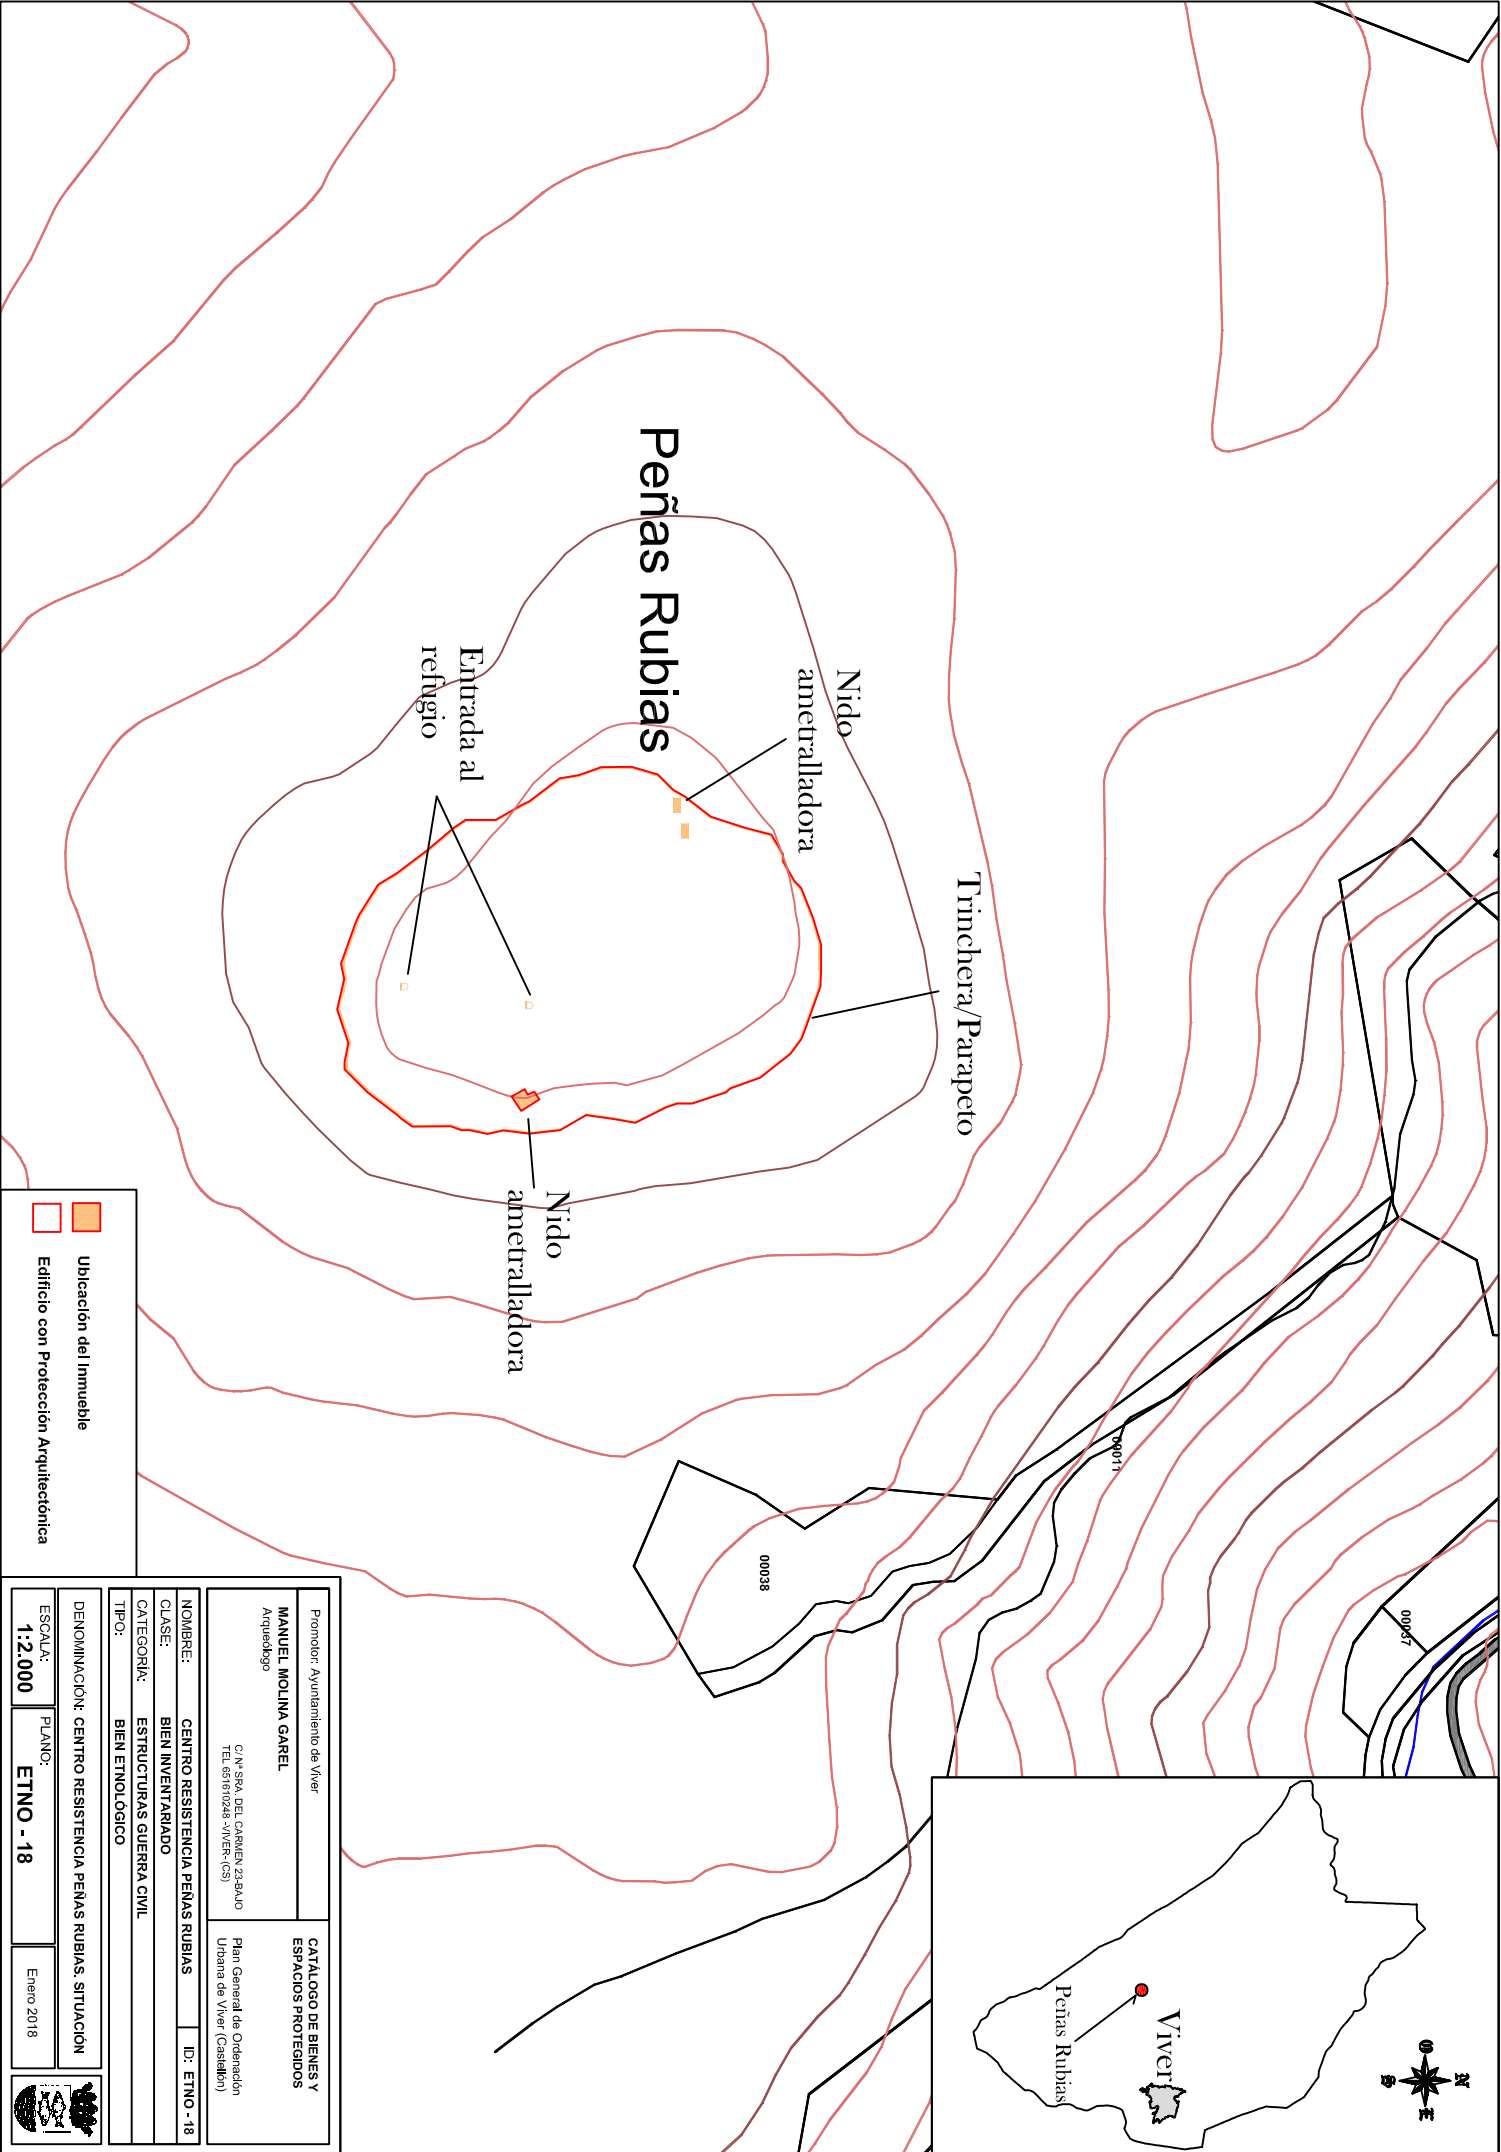 Peñas Rubias
Nido
ametralladora
Trinchera/Parapeto
Entrada al
refugio
Nido
ametralladora
00011
00038
00037
N
O
E
S
Viver
Peñas Rubias
Ubicación del Inmueble
Edificio con Protección Arquitectónica
Promotor: Ayuntamiento de Viver
MANUEL MOLINA GAREL
Arqueólogo
C/ Nª SRA. DEL CARMEN 23-BAJO
TEL 651610248 -VIVER- (CS)
CATÁLOGO DE BIENES Y
ESPACIOS PROTEGIDOS
Plan General de Ordenación
Urbana de Viver (Castellón)
NOMBRE: CENTRO RESISTENCIA PEÑAS RUBIAS ID: ETNO - 18
CLASE: BIEN INVENTARIADO
CATEGORÍA: ESTRUCTURAS GUERRA CIVIL
TIPO: BIEN ETNOLÓGICO
DENOMINACIÓN: CENTRO RESISTENCIA PEÑAS RUBIAS. SITUACIÓN
ESCALA: 1:2.000
PLANO: ETNO - 18
Enero 2018